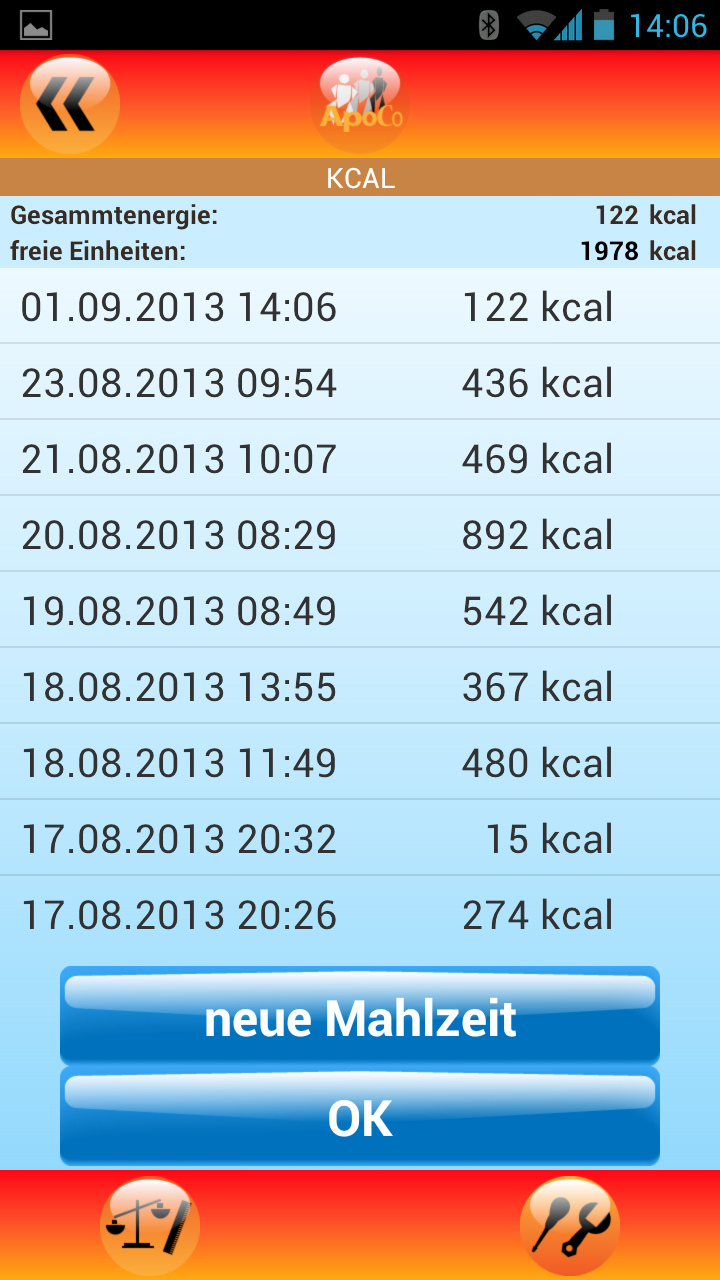 14:06
ApoCo
KCAL
Gesammtenergie: 122 kcal
freie Einheiten: 1978 kcal
01.09.2013 14:06 122 kcal
23.08.2013 09:54 436 kcal
21.08.2013 10:07 469 kcal
20.08.2013 08:29 892 kcal
19.08.2013 08:49 542 kcal
18.08.2013 13:55 367 kcal
18.08.2013 11:49 480 kcal
17.08.2013 20:32 15 kcal
17.08.2013 20:26 274 kcal
neue Mahlzeit
OK